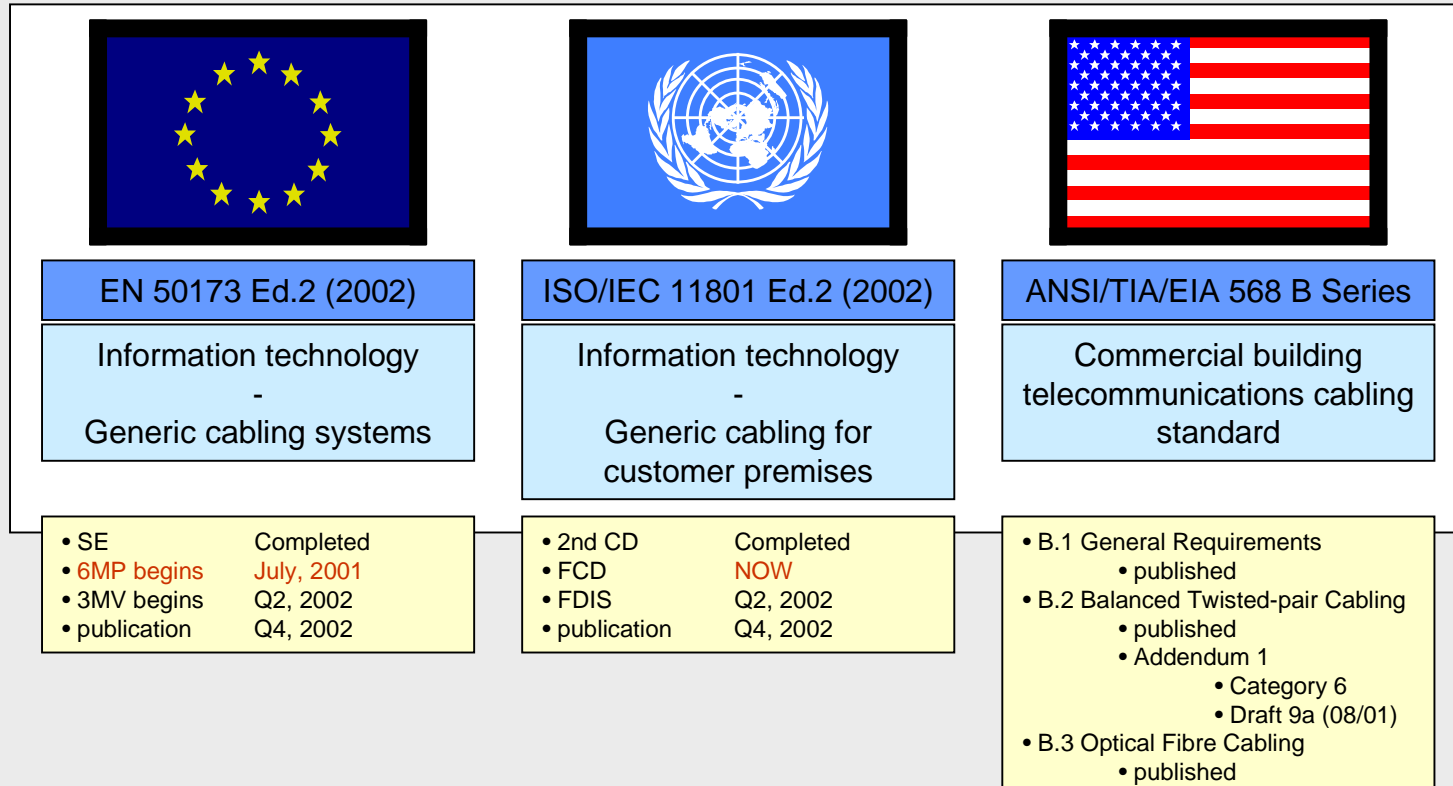 EN 50173 Ed.2 (2002)
Information technology
-
Generic cabling systems
• SE Completed
• 6MP begins July, 2001
• 3MV begins Q2, 2002
• publication Q4, 2002
ISO/IEC 11801 Ed.2 (2002)
Information technology
-
Generic cabling for
customer premises
• 2nd CD Completed
• FCD NOW
• FDIS Q2, 2002
• publication Q4, 2002
ANSI/TIA/EIA 568 B Series
Commercial building
telecommunications cabling
standard
• B.1 General Requirements
• published
• B.2 Balanced Twisted-pair Cabling
• published
• Addendum 1
• Category 6
• Draft 9a (08/01)
• B.3 Optical Fibre Cabling
• published